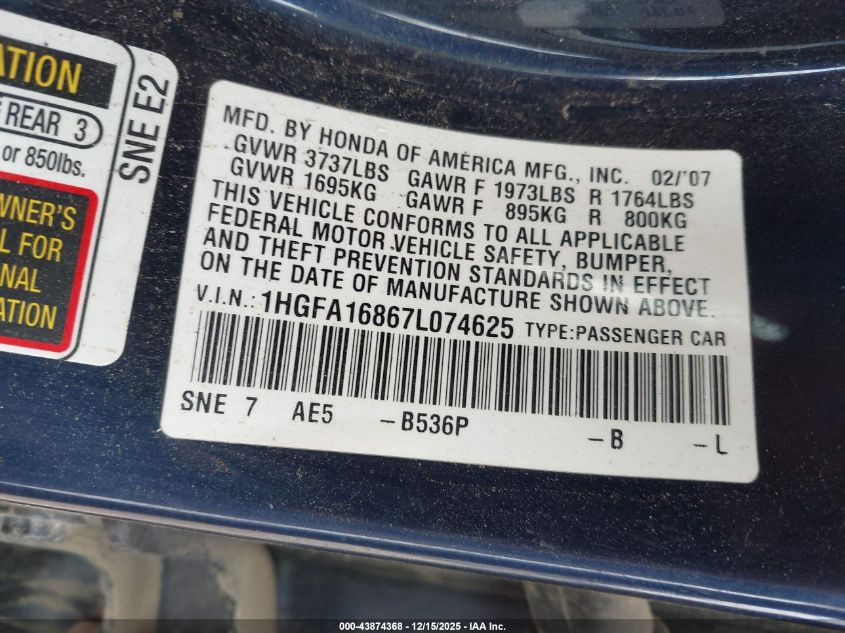 ATION
REAR 3
or 850lbs.
WNER'S
L FOR
ONAL
ATION
SNE E2
MFD. BY HONDA OF AMERICA MFG., INC. 02/'07
GVWR 3737LBS GAWR F 1973LBS R 1764LBS
GVWR 1695KG GAWR F 895KG R 800KG
THIS VEHICLE CONFORMS TO ALL APPLICABLE
FEDERAL MOTOR VEHICLE SAFETY, BUMPER,
AND THEFT PREVENTION STANDARDS IN EFFECT
ON THE DATE OF MANUFACTURE SHOWN ABOVE.
V.I.N.: 1HGFA16867L074625 TYPE:PASSENGER CAR
SNE 7 AE5 -B536P -B -L
000-43874368 - 12/15/2025 - IAA Inc.